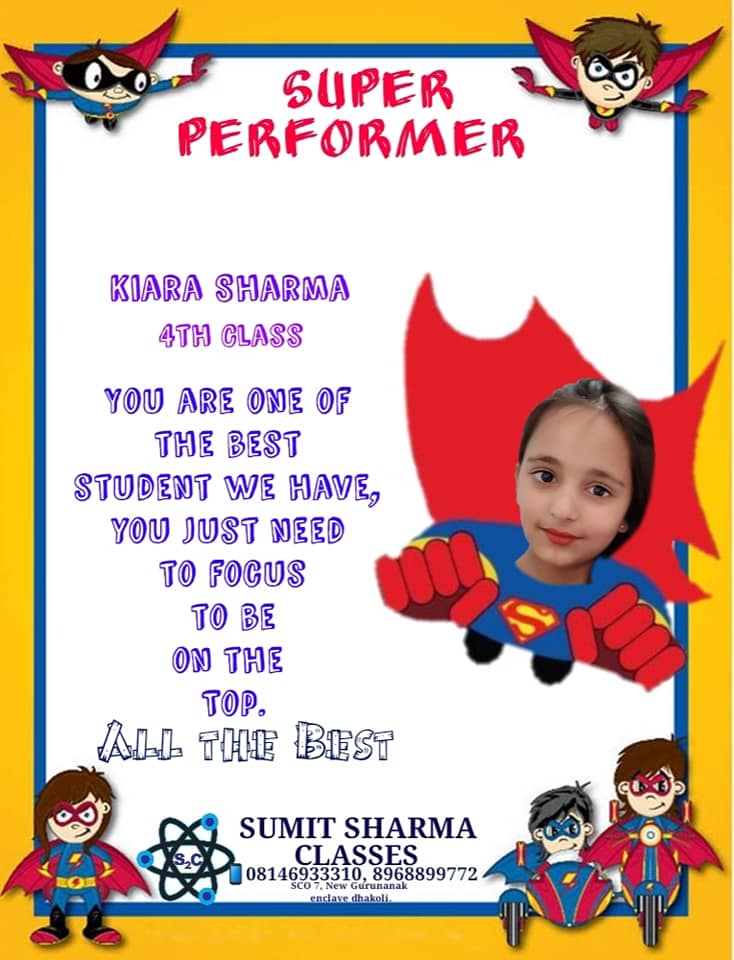 SUPER
PERFORMER
KIARA SHARMA
4TH CLASS
YOU ARE ONE OF
THE BEST
STUDENT WE HAVE,
YOU JUST NEED
TO FOCUS
TO BE
ON THE
TOP.
ALL THE BEST
S2C
SUMIT SHARMA
CLASSES
08146933310, 8968899772
SCO 7, New Gurunanak
enclave dhakoli.